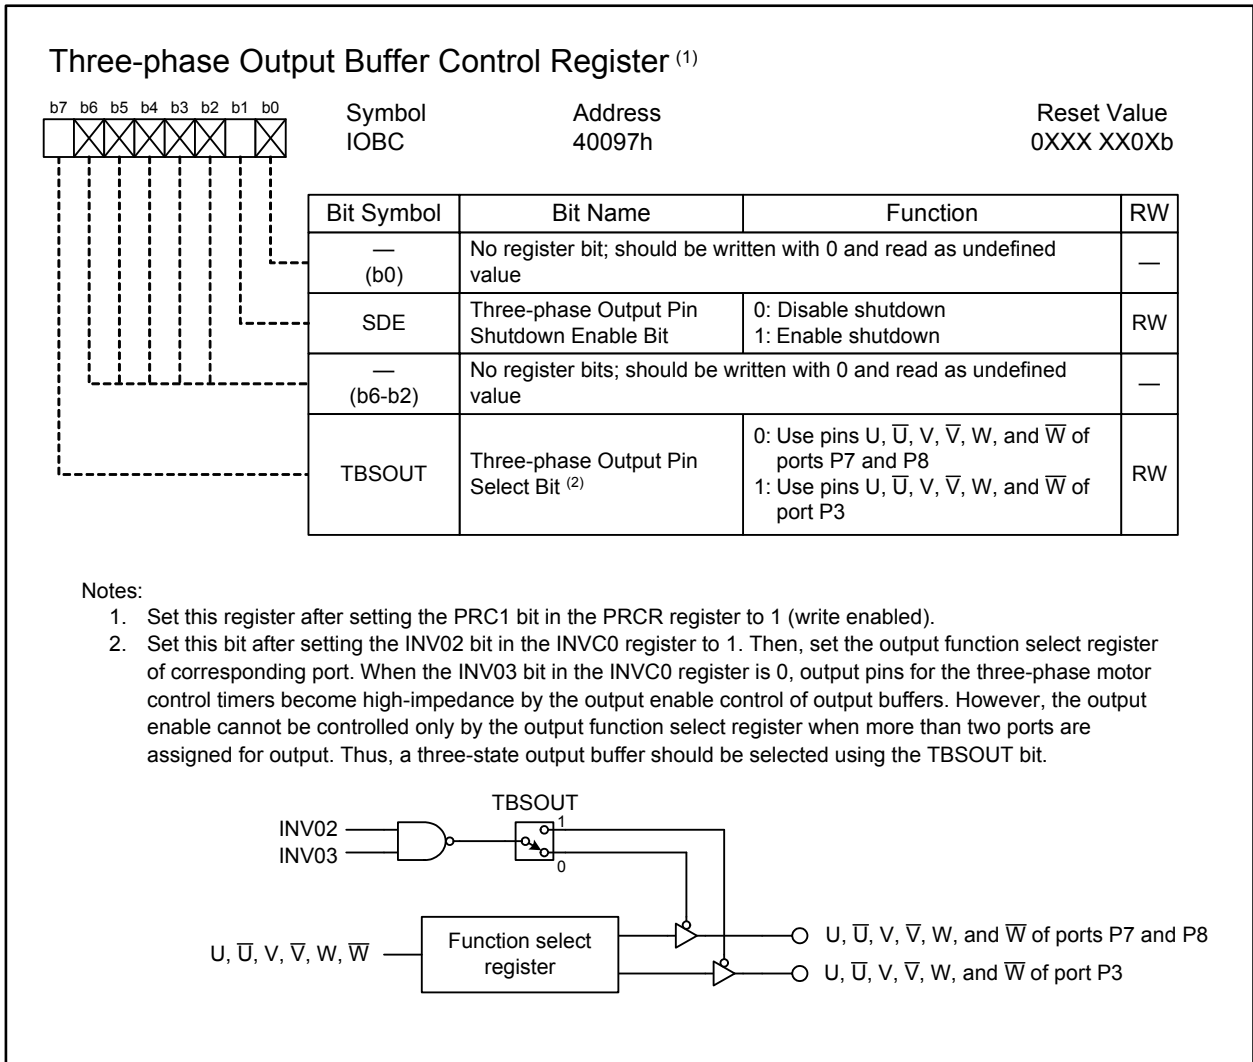 Three-phase Output Buffer Control Register (1)
b7 b6 b5 b4 b3 b2 b1 b0
Symbol Address Reset Value
IOBC 40097h 0XXX XX0Xb
Bit Symbol Bit Name Function RW
—
(b0)
No register bit; should be written with 0 and read as undefined
value
—
SDE
Three-phase Output Pin
Shutdown Enable Bit
0: Disable shutdown
1: Enable shutdown
RW
—
(b6-b2)
No register bits; should be written with 0 and read as undefined
value
—
TBSOUT
Three-phase Output Pin
Select Bit (2)
0: Use pins U, U̅, V, V̅, W, and W̅ of
ports P7 and P8
1: Use pins U, U̅, V, V̅, W, and W̅ of
port P3
RW
Notes:
1. Set this register after setting the PRC1 bit in the PRCR register to 1 (write enabled).
2. Set this bit after setting the INV02 bit in the INVC0 register to 1. Then, set the output function select register
of corresponding port. When the INV03 bit in the INVC0 register is 0, output pins for the three-phase motor
control timers become high-impedance by the output enable control of output buffers. However, the output
enable cannot be controlled only by the output function select register when more than two ports are
assigned for output. Thus, a three-state output buffer should be selected using the TBSOUT bit.
TBSOUT
INV02
INV03
1
0
U, U̅, V, V̅, W, W̅
Function select
register
U, U̅, V, V̅, W, and W̅ of ports P7 and P8
U, U̅, V, V̅, W, and W̅ of port P3